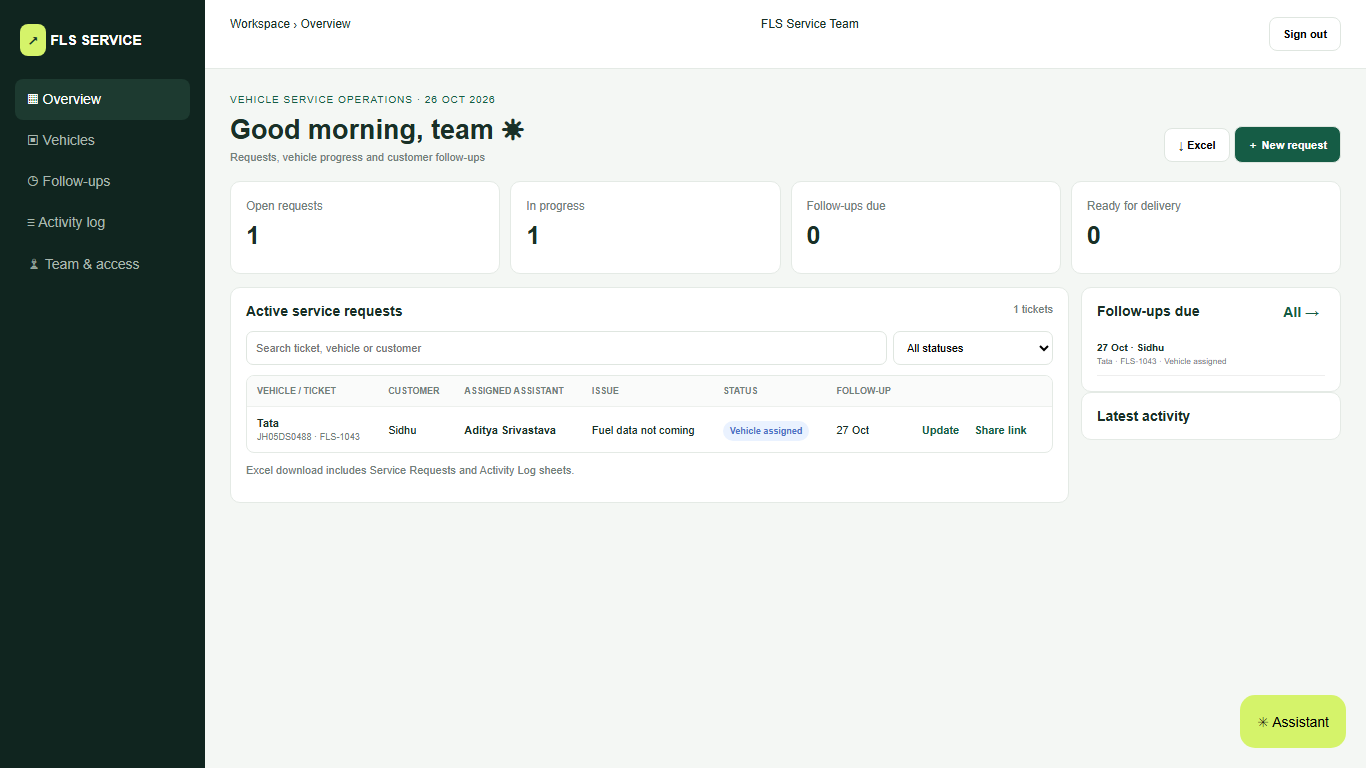 FLS SERVICE
Overview
Vehicles
Follow-ups
Activity log
Team & access
Workspace › Overview
FLS Service Team
Sign out
VEHICLE SERVICE OPERATIONS · 26 OCT 2026
Good morning, team
Requests, vehicle progress and customer follow-ups
↓ Excel
+ New request
Open requests
1
In progress
1
Follow-ups due
0
Ready for delivery
0
Active service requests
1 tickets
Search ticket, vehicle or customer
All statuses
VEHICLE / TICKET CUSTOMER ASSIGNED ASSISTANT ISSUE STATUS FOLLOW-UP
Tata
JH05DS0488 · FLS-1043 Sidhu Aditya Srivastava Fuel data not coming Vehicle assigned 27 Oct Update Share link
Excel download includes Service Requests and Activity Log sheets.
Follow-ups due
All →
27 Oct · Sidhu
Tata · FLS-1043 · Vehicle assigned
Latest activity
Assistant